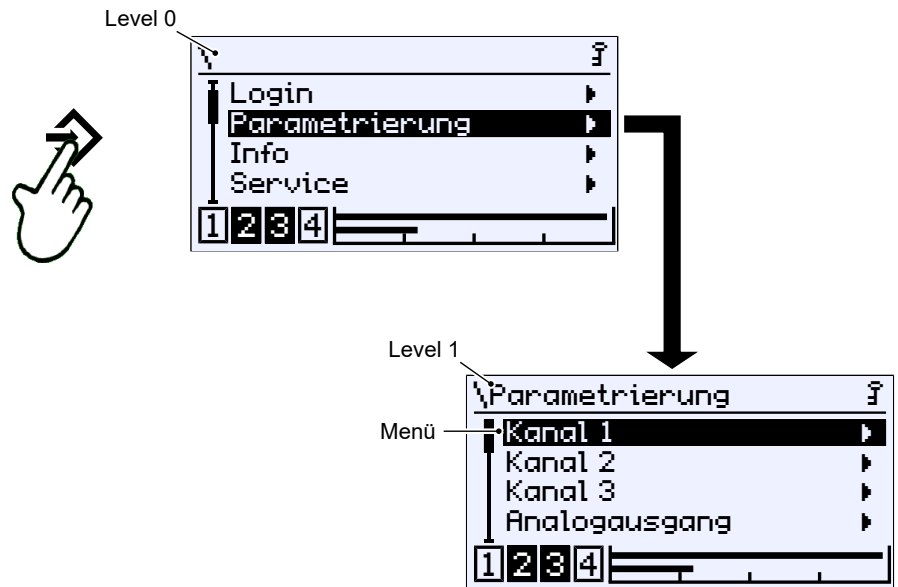 Level 0
\
Login
Parametrierung
Info
Service
1 2 3 4
Level 1
\Parametrierung
Menü
Kanal 1
Kanal 2
Kanal 3
Analogausgang
1 2 3 4